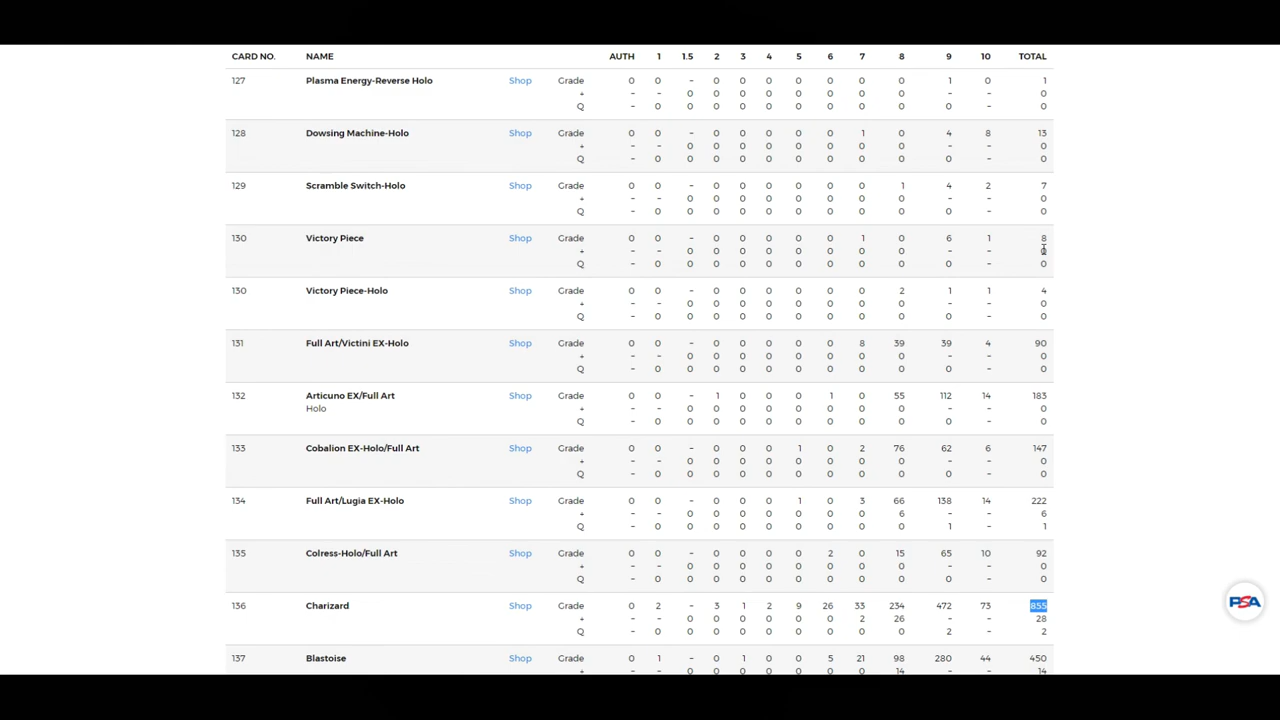 CARD NO. NAME AUTH 1 1.5 2 3 4 5 6 7 8 9 10 TOTAL
127 Plasma Energy-Reverse Holo Shop Grade 0 0 - 0 0 0 0 0 0 0 1 0 1
+ - - 0 0 0 0 0 0 0 0 - - 0
Q - 0 0 0 0 0 0 0 0 0 0 - 0
128 Dowsing Machine-Holo Shop Grade 0 0 - 0 0 0 0 0 1 0 4 8 13
+ - - 0 0 0 0 0 0 0 0 - - 0
Q - 0 0 0 0 0 0 0 0 0 0 - 0
129 Scramble Switch-Holo Shop Grade 0 0 - 0 0 0 0 0 0 1 4 2 7
+ - - 0 0 0 0 0 0 0 0 - - 0
Q - 0 0 0 0 0 0 0 0 0 0 - 0
130 Victory Piece Shop Grade 0 0 - 0 0 0 0 0 1 0 6 1 8
+ - - 0 0 0 0 0 0 0 0 - - 0
Q - 0 0 0 0 0 0 0 0 0 0 - 0
130 Victory Piece-Holo Shop Grade 0 0 - 0 0 0 0 0 0 2 1 1 4
+ - - 0 0 0 0 0 0 0 0 - - 0
Q - 0 0 0 0 0 0 0 0 0 0 - 0
131 Full Art/Victini EX-Holo Shop Grade 0 0 - 0 0 0 0 0 8 39 39 4 90
+ - - 0 0 0 0 0 0 0 0 - - 0
Q - 0 0 0 0 0 0 0 0 0 0 - 0
132 Articuno EX/Full Art Shop Grade 0 0 - 1 0 0 0 1 0 55 112 14 183
Holo + - - 0 0 0 0 0 0 0 0 - - 0
Q - 0 0 0 0 0 0 0 0 0 0 - 0
133 Cobalion EX-Holo/Full Art Shop Grade 0 0 - 0 0 0 1 0 2 76 62 6 147
+ - - 0 0 0 0 0 0 0 0 - - 0
Q - 0 0 0 0 0 0 0 0 0 0 - 0
134 Full Art/Lugia EX-Holo Shop Grade 0 0 - 0 0 0 1 0 3 66 138 14 222
+ - - 0 0 0 0 0 0 0 6 - - 6
Q - 0 0 0 0 0 0 0 0 0 1 - 1
135 Colress-Holo/Full Art Shop Grade 0 0 - 0 0 0 0 2 0 15 65 10 92
+ - - 0 0 0 0 0 0 0 0 - - 0
Q - 0 0 0 0 0 0 0 0 0 0 - 0
136 Charizard Shop Grade 0 2 - 3 1 2 9 26 33 234 472 73 855
+ - - 0 0 0 0 0 0 2 26 - - 28
Q - 0 0 0 0 0 0 0 0 0 2 - 2
137 Blastoise Shop Grade 0 1 - 0 1 0 0 5 21 98 280 44 450
+ - - 0 0 0 0 0 0 0 14 - - 14
PSA